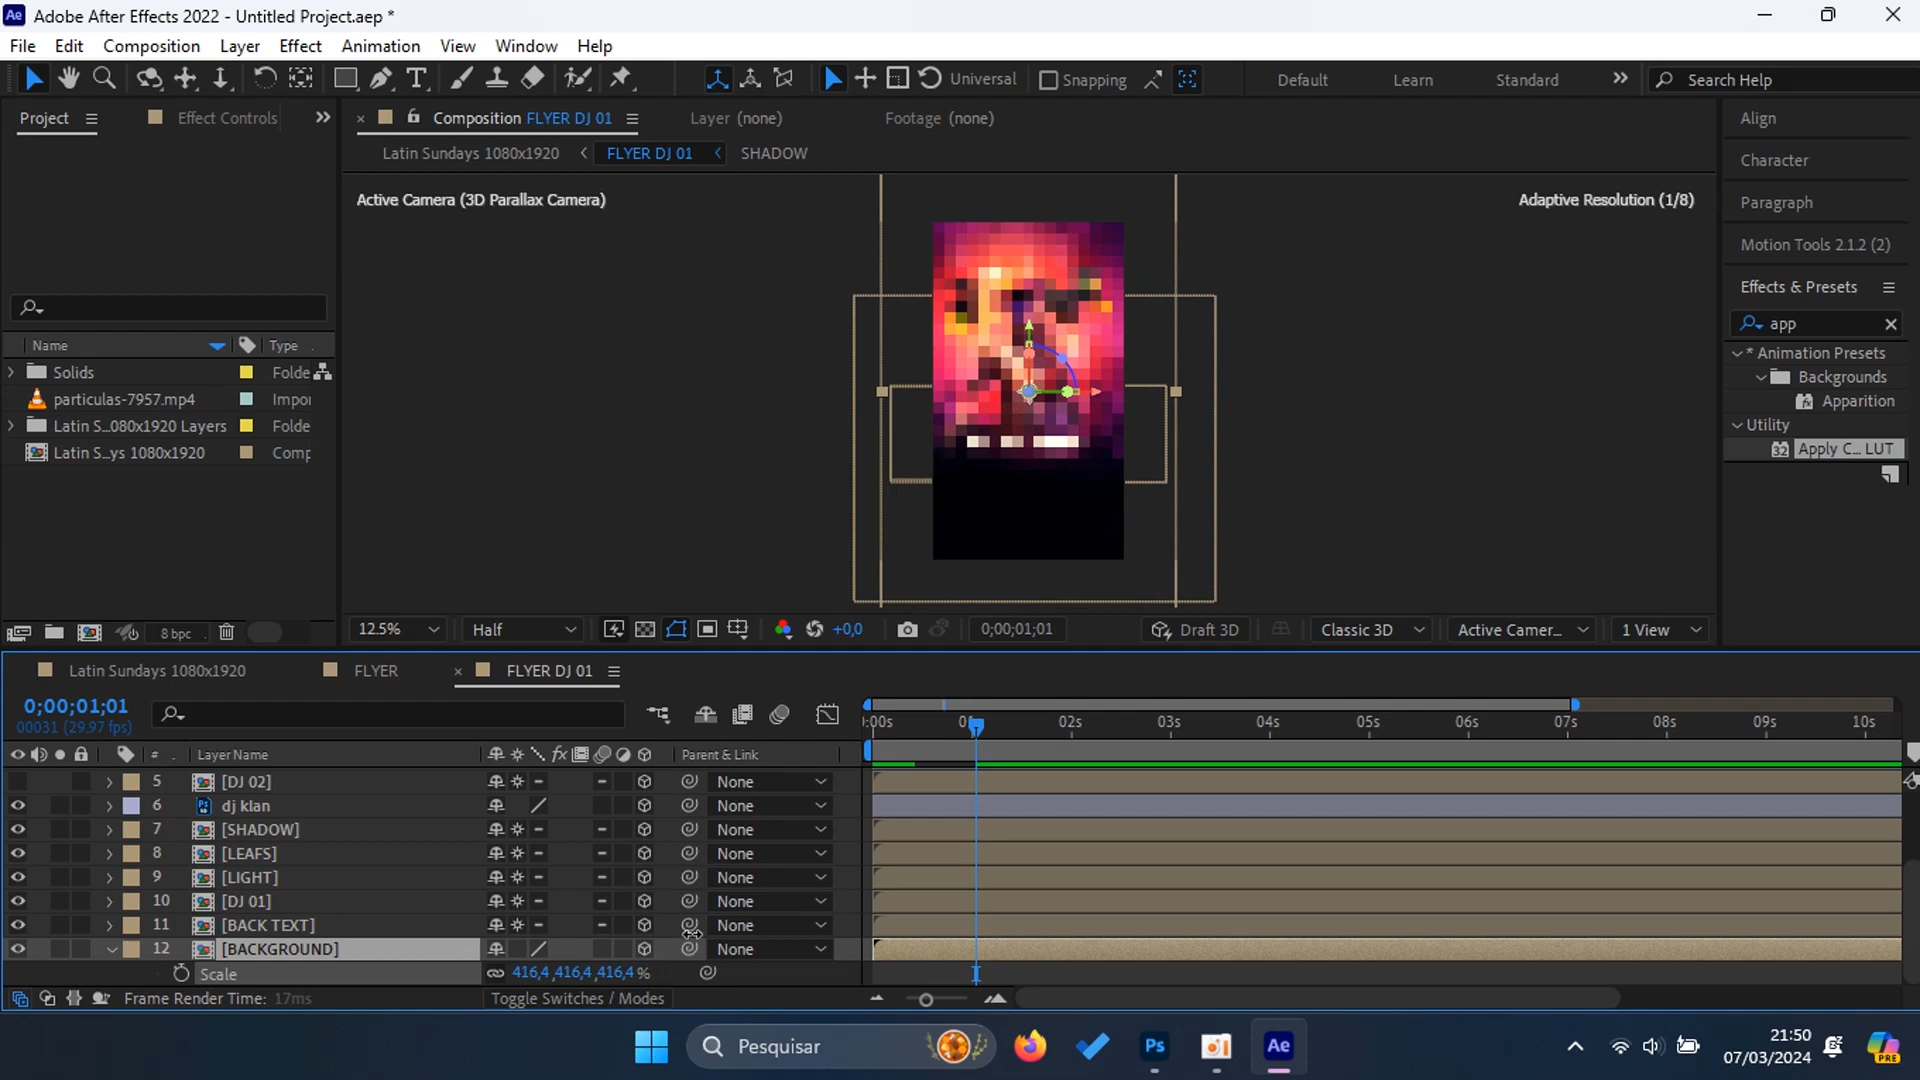 Ae Adobe After Effects 2022 - Untitled Project.aep *
File Edit Composition Layer Effect Animation View Window Help
Universal Snapping Default Learn Standard Search Help
Project Effect Controls
Composition FLYER DJ 01 Layer (none) Footage (none)
Latin Sundays 1080x1920 FLYER DJ 01 SHADOW
Active Camera (3D Parallax Camera) Adaptive Resolution (1/8)
Name Type
Solids Folde
particulas-7957.mp4 Impor
Latin S...080x1920 Layers Folde
Latin S...ys 1080x1920 Comp
8 bpc
12.5% Half +0,0 0;00;01;01 Draft 3D Classic 3D Active Camer... 1 View
Align
Character
Paragraph
Motion Tools 2.1.2 (2)
Effects & Presets
app
* Animation Presets
Backgrounds
Apparition
Utility
32 Apply C... LUT
Latin Sundays 1080x1920 FLYER FLYER DJ 01
0;00;01;01
00031 (29.97 fps)
:00s 01 02s 03s 04s 05s 06s 07s 08s 09s 10s
# Layer Name fx Parent & Link
5 [DJ 02] None
6 dj klan None
7 [SHADOW] None
8 [LEAFS] None
9 [LIGHT] None
10 [DJ 01] None
11 [BACK TEXT] None
12 [BACKGROUND] None
Scale 416,4,416,4,416,4%
Frame Render Time: 17ms Toggle Switches / Modes
Pesquisar Ps Ae
21:50
07/03/2024
PRE